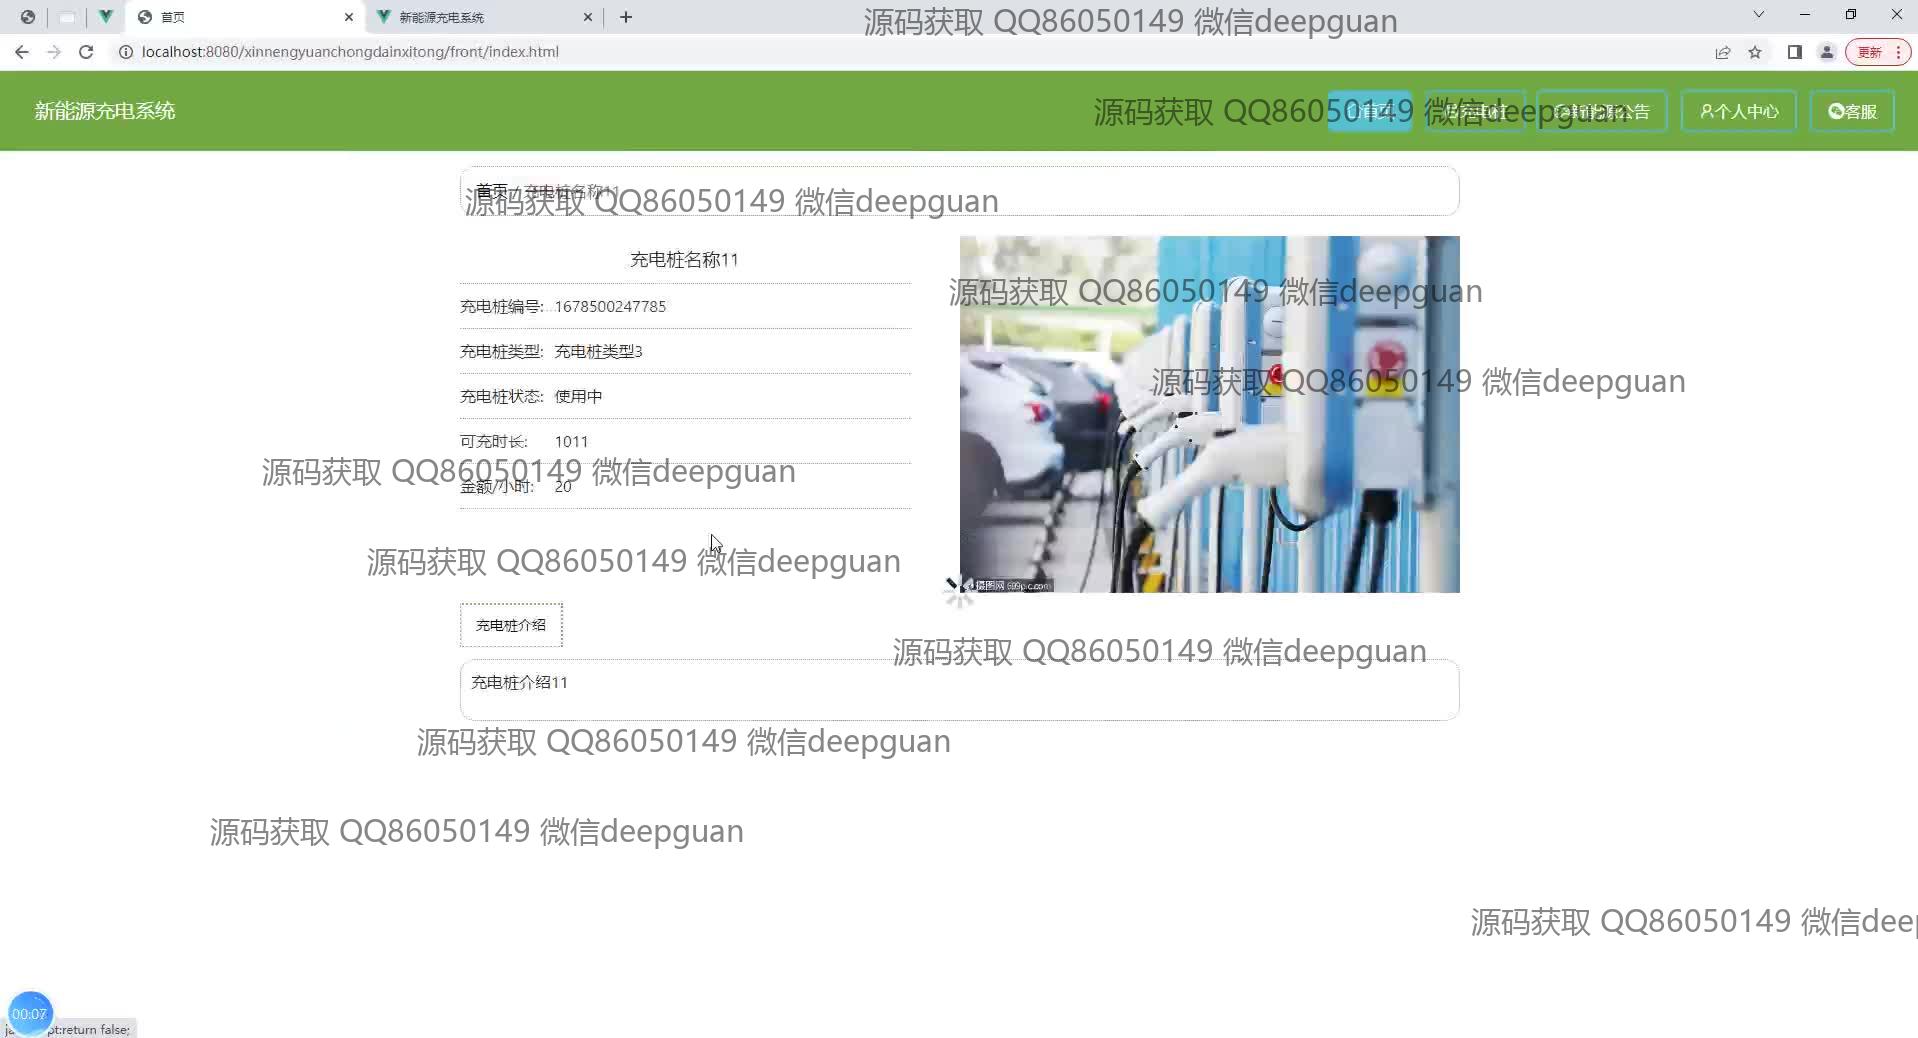 首页
新能源充电系统
源码获取 QQ86050149 微信deepguan
localhost:8080/xinnengyuanchongdainxitong/front/index.html
更新
新能源充电系统
首页
充电桩
新能源公告
个人中心
客服
源码获取 QQ86050149 微信deepguan
首页 / 充电桩名称11
源码获取 QQ86050149 微信deepguan
充电桩名称11
源码获取 QQ86050149 微信deepguan
充电桩编号: 1678500247785
充电桩类型: 充电桩类型3
源码获取 QQ86050149 微信deepguan
充电桩状态: 使用中
可充时长: 1011
源码获取 QQ86050149 微信deepguan
金额/小时: 20
源码获取 QQ86050149 微信deepguan
摄图网 699pic.com
充电桩介绍
源码获取 QQ86050149 微信deepguan
充电桩介绍11
源码获取 QQ86050149 微信deepguan
源码获取 QQ86050149 微信deepguan
源码获取 QQ86050149 微信deep
00:07
pt:return false;